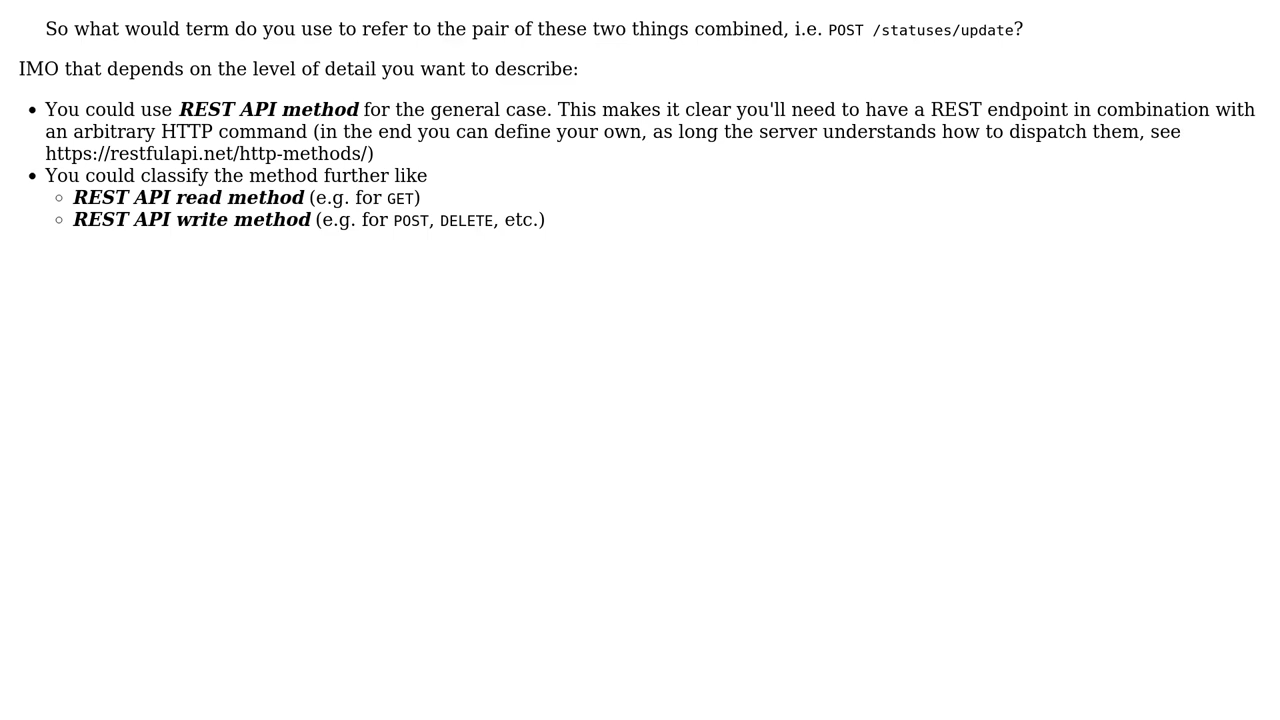 So what would term do you use to refer to the pair of these two things combined, i.e. POST /statuses/update?
IMO that depends on the level of detail you want to describe:
• You could use REST API method for the general case. This makes it clear you'll need to have a REST endpoint in combination with
an arbitrary HTTP command (in the end you can define your own, as long the server understands how to dispatch them, see
https://restfulapi.net/http-methods/)
• You could classify the method further like
◦ REST API read method (e.g. for GET)
◦ REST API write method (e.g. for POST, DELETE, etc.)